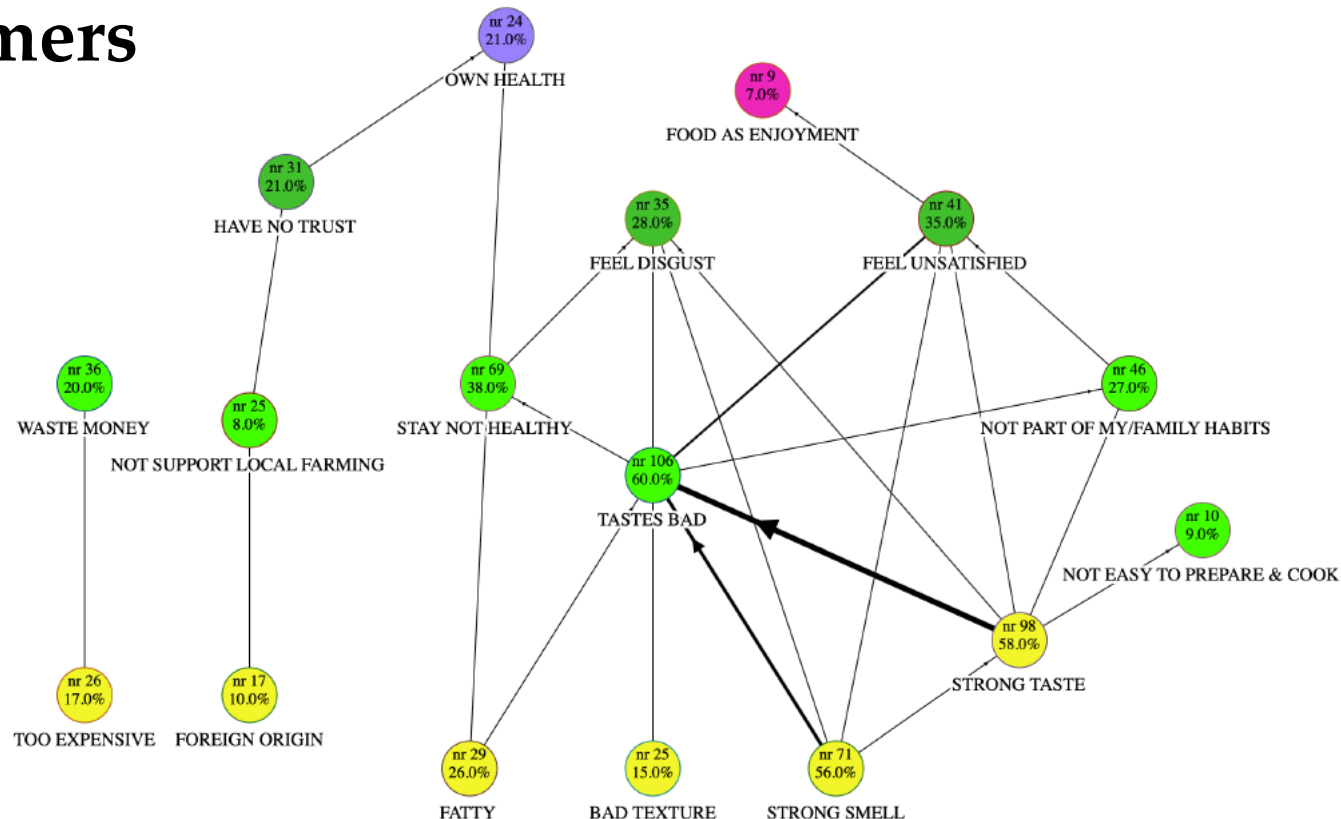 mers
nr 24
21.0%
OWN HEALTH
nr 9
7.0%
FOOD AS ENJOYMENT
nr 31
21.0%
HAVE NO TRUST
nr 35
28.0%
FEEL DISGUST
nr 41
35.0%
FEEL UNSATISFIED
nr 36
20.0%
WASTE MONEY
nr 25
8.0%
NOT SUPPORT LOCAL FARMING
nr 69
38.0%
STAY NOT HEALTHY
nr 46
27.0%
NOT PART OF MY/FAMILY HABITS
nr 106
60.0%
TASTES BAD
nr 10
9.0%
NOT EASY TO PREPARE & COOK
nr 98
58.0%
STRONG TASTE
nr 26
17.0%
TOO EXPENSIVE
nr 17
10.0%
FOREIGN ORIGIN
nr 29
26.0%
FATTY
nr 25
15.0%
BAD TEXTURE
nr 71
56.0%
STRONG SMELL